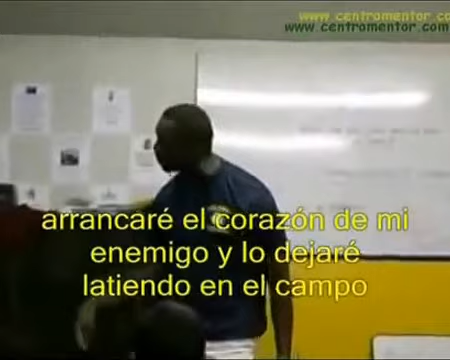 www.centromentor.com
www.centromentor.com
arrancaré el corazón de mi
enemigo y lo dejaré
latiendo en el campo